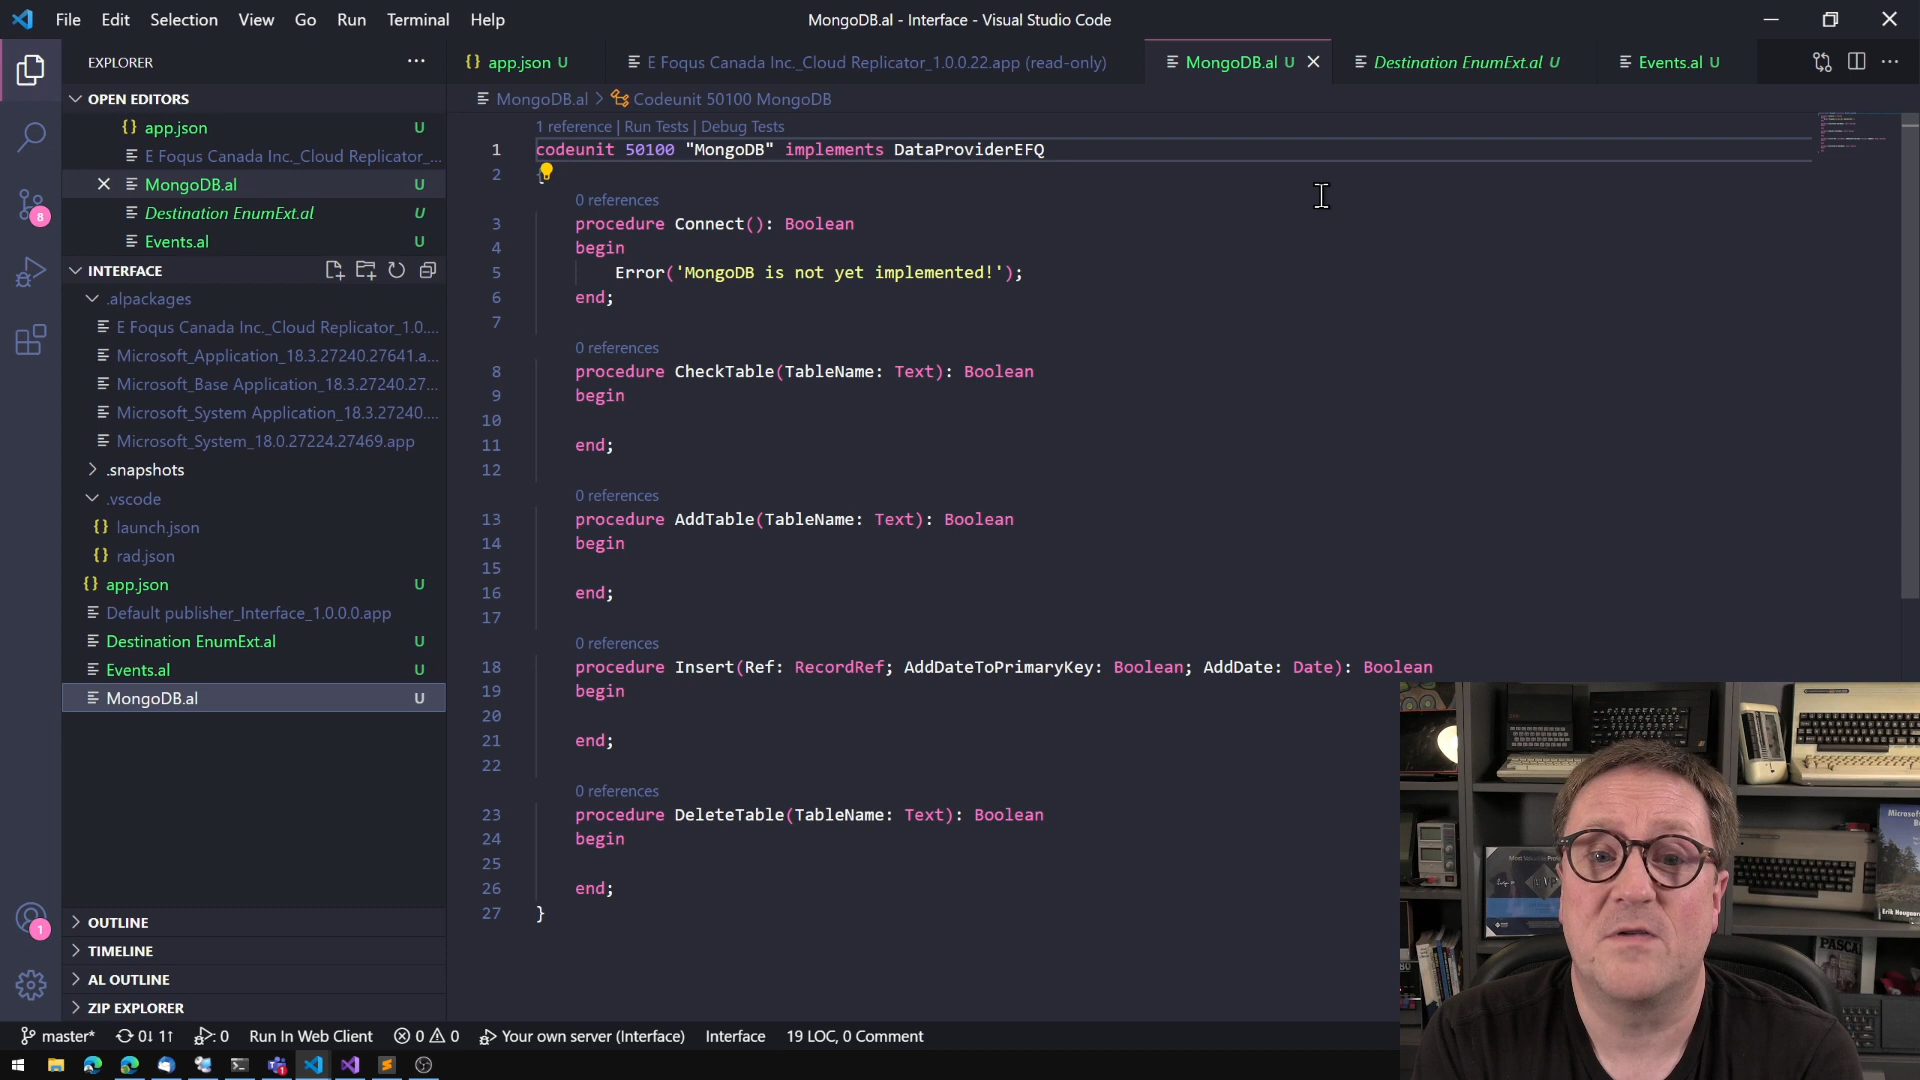 File Edit Selection View Go Run Terminal Help
MongoDB.al - Interface - Visual Studio Code
EXPLORER
app.json U
E Foqus Canada Inc._Cloud Replicator_1.0.0.22.app (read-only)
MongoDB.al U
Destination EnumExt.al U
Events.al U
OPEN EDITORS
app.json U
E Foqus Canada Inc._Cloud Replicator_...
MongoDB.al U
Destination EnumExt.al U
Events.al U
INTERFACE
.alpackages
E Foqus Canada Inc._Cloud Replicator_1.0....
Microsoft_Application_18.3.27240.27641.a...
Microsoft_Base Application_18.3.27240.27...
Microsoft_System Application_18.3.27240....
Microsoft_System_18.0.27224.27469.app
.snapshots
.vscode
launch.json
rad.json
app.json U
Default publisher_Interface_1.0.0.0.app
Destination EnumExt.al U
Events.al U
MongoDB.al U
OUTLINE
TIMELINE
AL OUTLINE
ZIP EXPLORER
8
1
MongoDB.al > Codeunit 50100 MongoDB
1 reference | Run Tests | Debug Tests
1 codeunit 50100 "MongoDB" implements DataProviderEFQ
2 {
0 references
3 procedure Connect(): Boolean
4 begin
5 Error('MongoDB is not yet implemented!');
6 end;
7
0 references
8 procedure CheckTable(TableName: Text): Boolean
9 begin
10
11 end;
12
0 references
13 procedure AddTable(TableName: Text): Boolean
14 begin
15
16 end;
17
0 references
18 procedure Insert(Ref: RecordRef; AddDateToPrimaryKey: Boolean; AddDate: Date): Boolean
19 begin
20
21 end;
22
0 references
23 procedure DeleteTable(TableName: Text): Boolean
24 begin
25
26 end;
27 }
master* 0↓ 1↑ : 0 Run In Web Client 0 0 Your own server (Interface) Interface 19 LOC, 0 Comment
PASCAL
Erik Hougaard